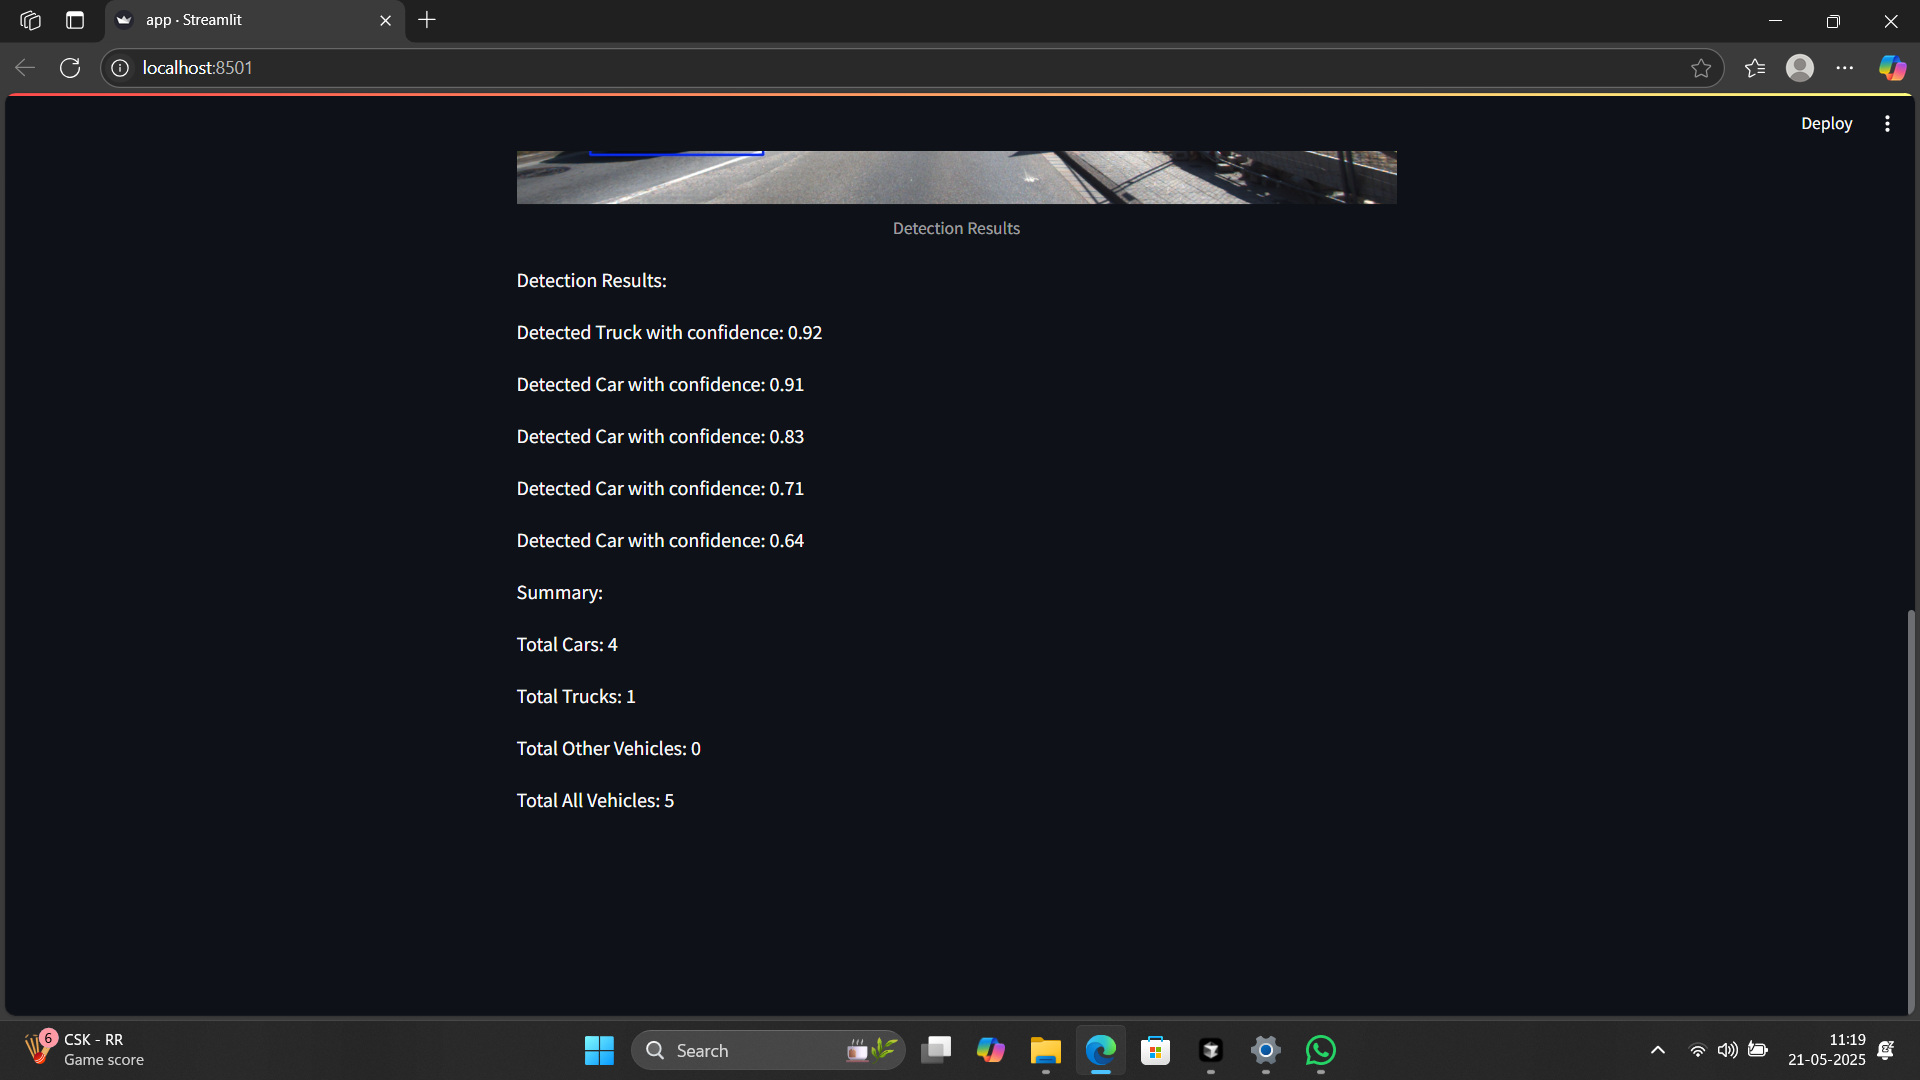 app · Streamlit
localhost:8501
Deploy
Detection Results
Detection Results:
Detected Truck with confidence: 0.92
Detected Car with confidence: 0.91
Detected Car with confidence: 0.83
Detected Car with confidence: 0.71
Detected Car with confidence: 0.64
Summary:
Total Cars: 4
Total Trucks: 1
Total Other Vehicles: 0
Total All Vehicles: 5
6
CSK - RR
Game score
Search
11:19
21-05-2025